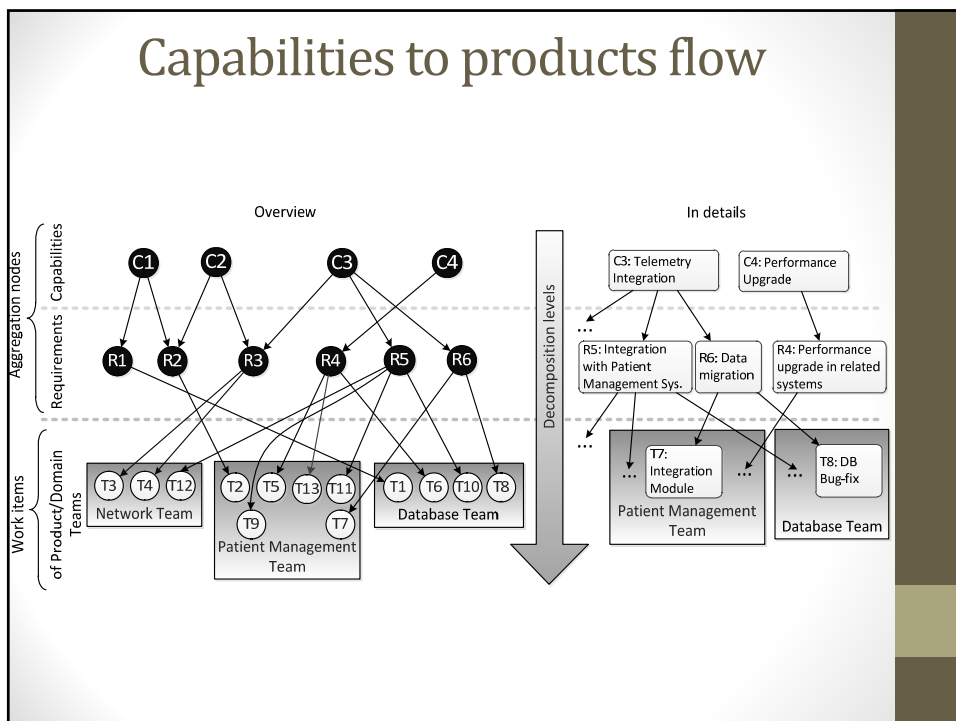 Capabilities to products flow
Overview
In details
Aggregation nodes
Capabilities
Requirements
Work items
of Product/Domain
Teams
C1
C2
C3
C4
R1
R2
R3
R4
R5
R6
T3
T4
T12
Network Team
T2
T5
T13
T11
T9
T7
Patient Management
Team
T1
T6
T10
T8
Database Team
Decomposition levels
C3: Telemetry
Integration
C4: Performance
Upgrade
...
R5: Integration
with Patient
Management Sys.
R6: Data
migration
R4: Performance
upgrade in related
systems
...
...
T7:
Integration
Module
...
Patient Management
Team
...
T8: DB
Bug-fix
Database Team